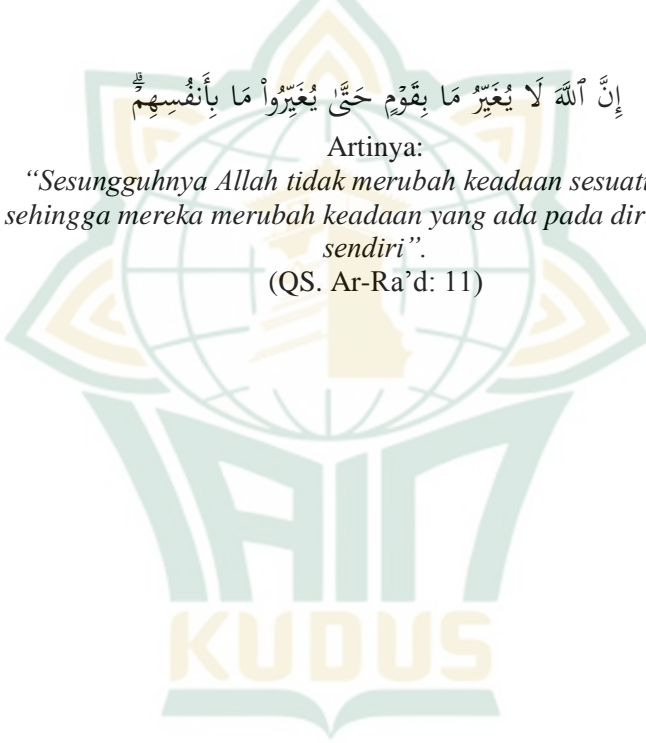 إِنَّ ٱللَّهَ لَا يُغَيِّرُ مَا بِقَوْمٍ حَتَّىٰ يُغَيِّرُوا۟ مَا بِأَنفُسِهِمْ ۗ
Artinya:
“Sesungguhnya Allah tidak merubah keadaan
sehingga mereka merubah keadaan yang ada pada
sendiri”.
(QS. Ar-Ra’d: 11)
IAIN
KUDUS